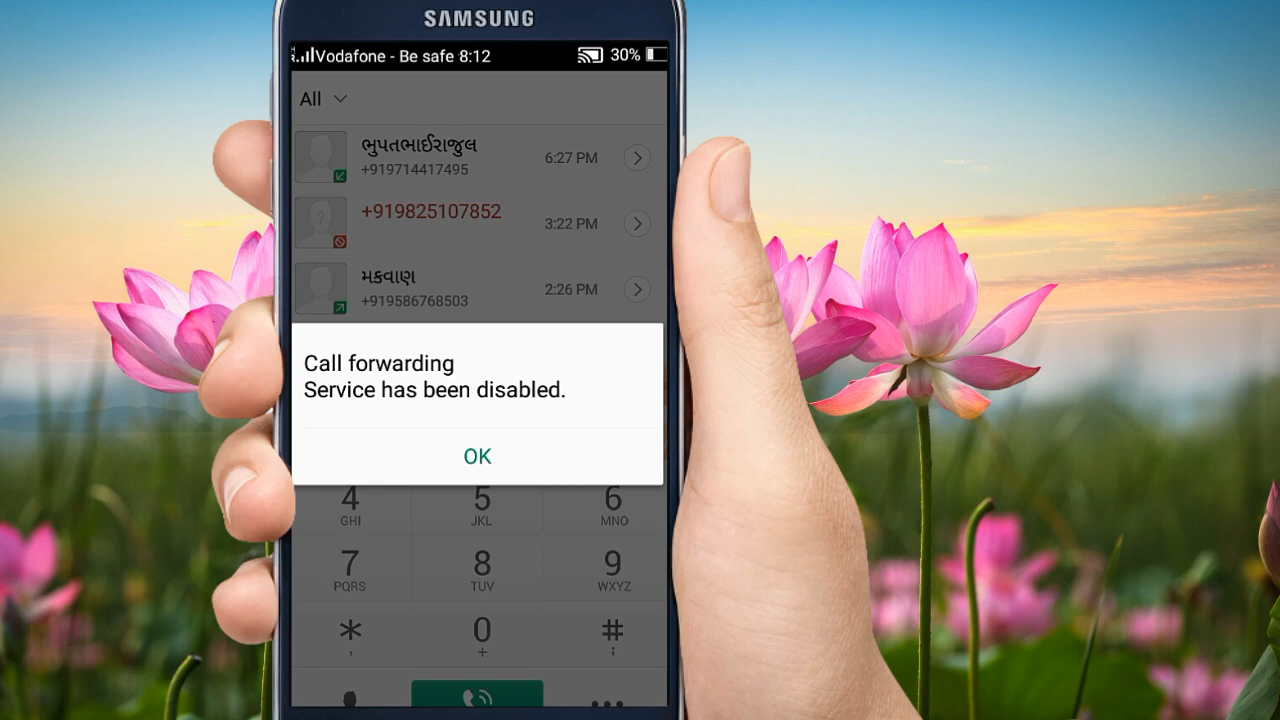 SAMSUNG
Vodafone - Be safe 8:12
30%
All
ભુપતભાઈરાજુલ
6:27 PM
+919714417495
+919825107852
3:22 PM
મકવાણ
2:26 PM
+919586768503
Call forwarding
Service has been disabled.
OK
4 5 6
GHI JKL MNO
7 8 9
PQRS TUV WXYZ
* 0 #
, + ;